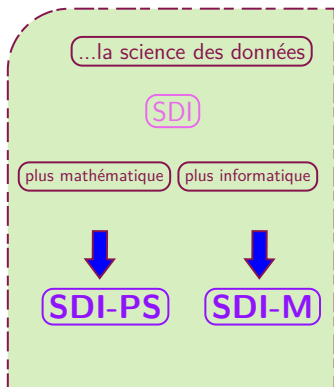 ...la science des données
SDI
plus mathématique plus informatique
SDI-PS SDI-M